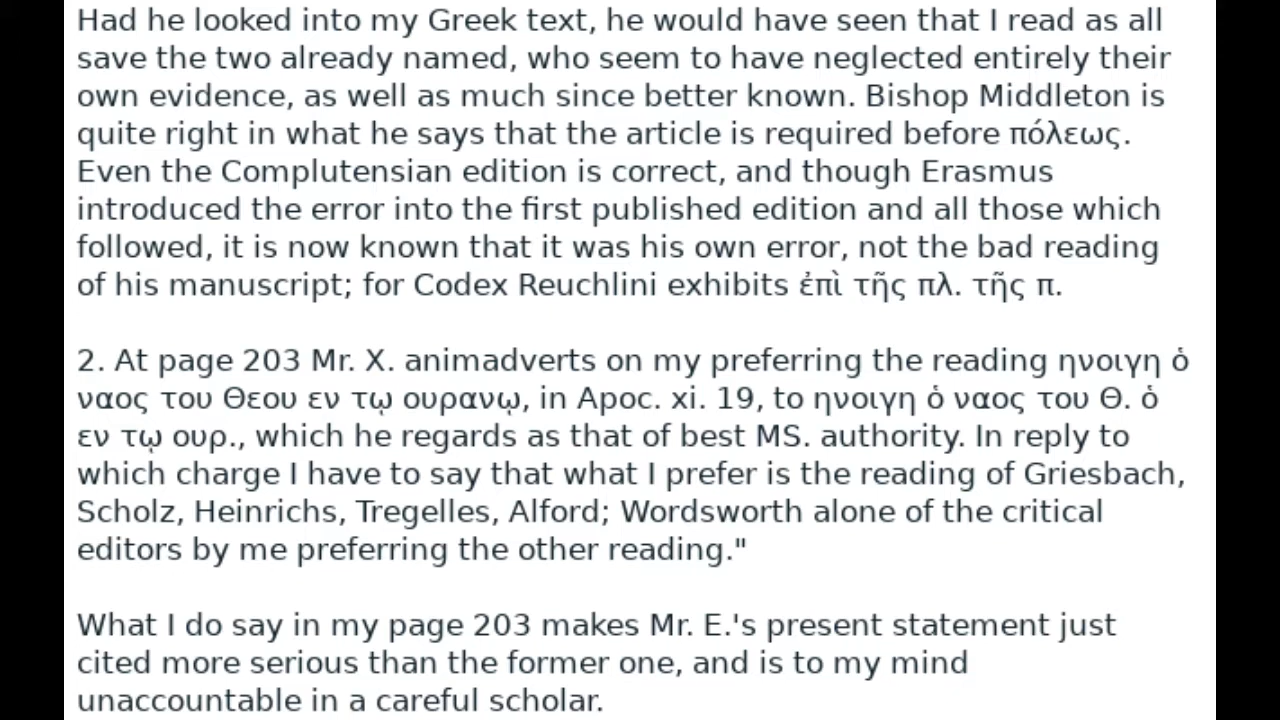 Had he looked into my Greek text, he would have seen that I read as all
save the two already named, who seem to have neglected entirely their
own evidence, as well as much since better known. Bishop Middleton is
quite right in what he says that the article is required before πόλεως.
Even the Complutensian edition is correct, and though Erasmus
introduced the error into the first published edition and all those which
followed, it is now known that it was his own error, not the bad reading
of his manuscript; for Codex Reuchlini exhibits ἐπὶ τῆς πλ. τῆς π.
2. At page 203 Mr. X. animadverts on my preferring the reading ηνοιγη ὁ
ναος του Θεου εν τῳ ουρανῳ, in Apoc. xi. 19, to ηνοιγη ὁ ναος του Θ. ὁ
εν τῳ ουρ., which he regards as that of best MS. authority. In reply to
which charge I have to say that what I prefer is the reading of Griesbach,
Scholz, Heinrichs, Tregelles, Alford; Wordsworth alone of the critical
editors by me preferring the other reading."
What I do say in my page 203 makes Mr. E.'s present statement just
cited more serious than the former one, and is to my mind
unaccountable in a careful scholar.